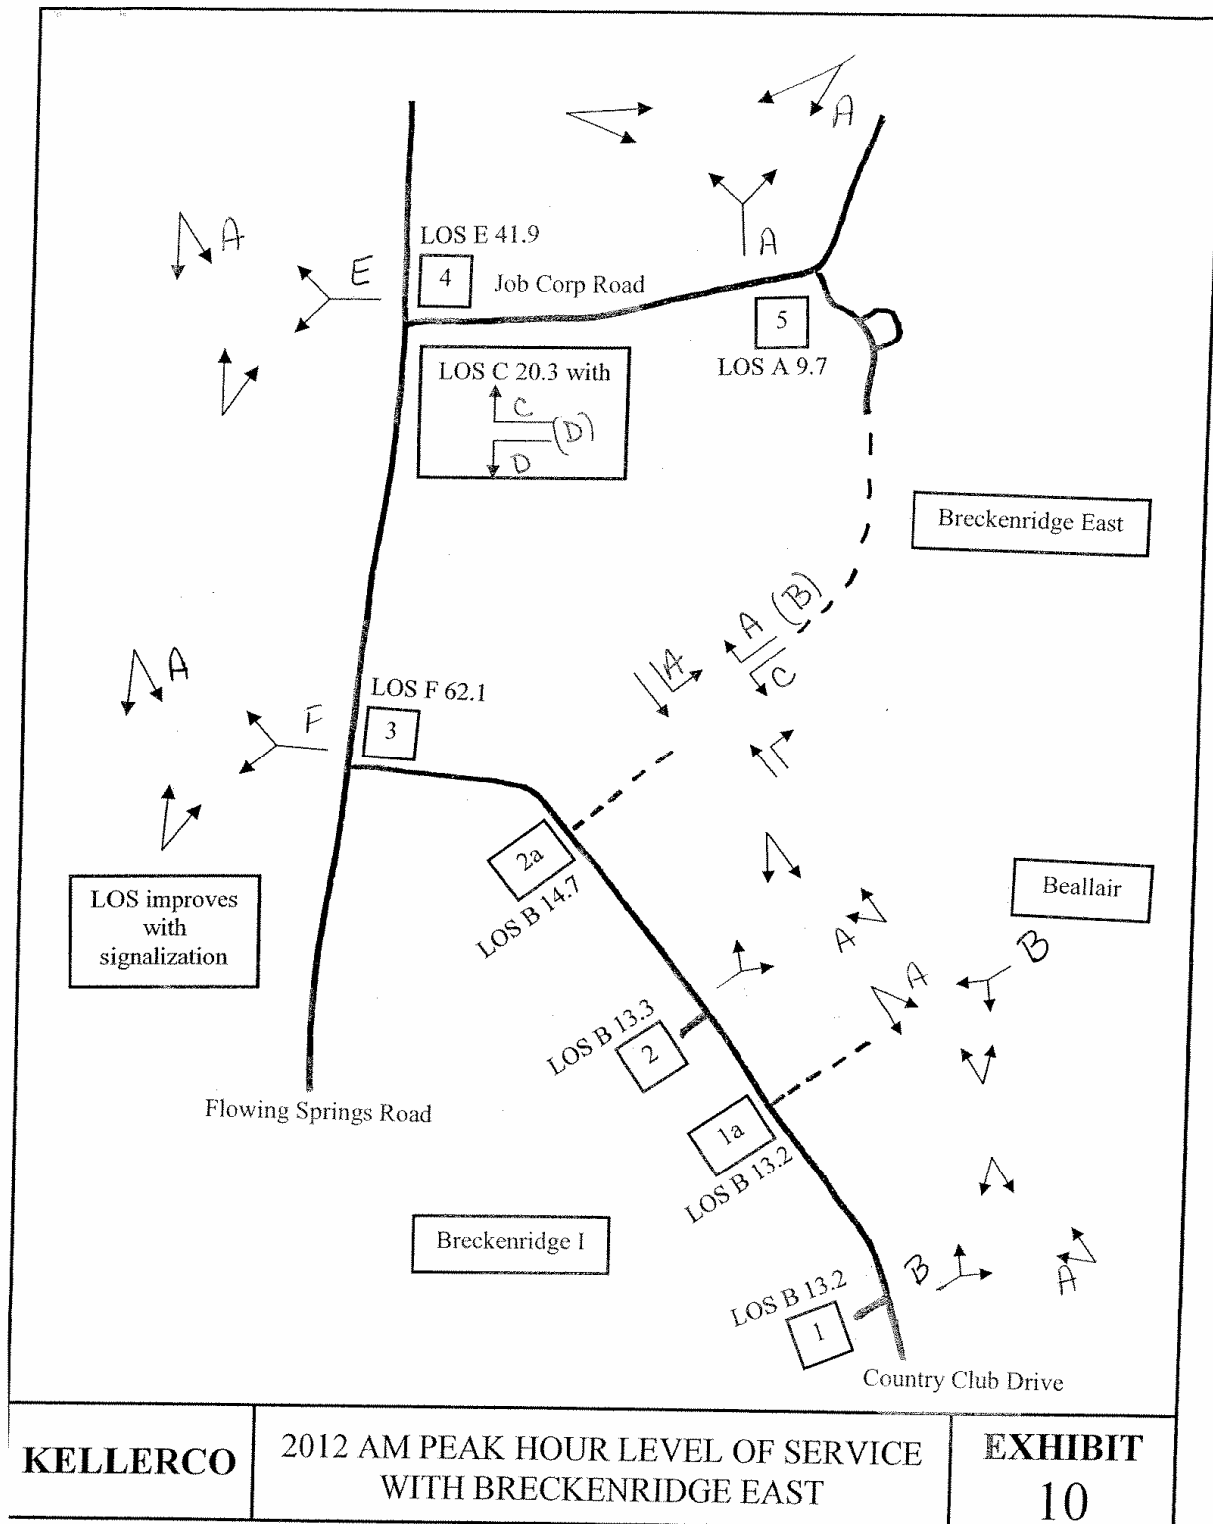 A
A
A
E
LOS E 41.9
4
Job Corp Road
5
LOS A 9.7
LOS C 20.3 with
C
(D)
D
Breckenridge East
A (B)
A
C
A
F
LOS F 62.1
3
2a
LOS B 14.7
LOS improves
with
signalization
Beallair
A
B
A
LOS B 13.3
2
Flowing Springs Road
1a
LOS B 13.2
Breckenridge I
B
A
LOS B 13.2
1
Country Club Drive
KELLERCO
2012 AM PEAK HOUR LEVEL OF SERVICE
WITH BRECKENRIDGE EAST
EXHIBIT
10